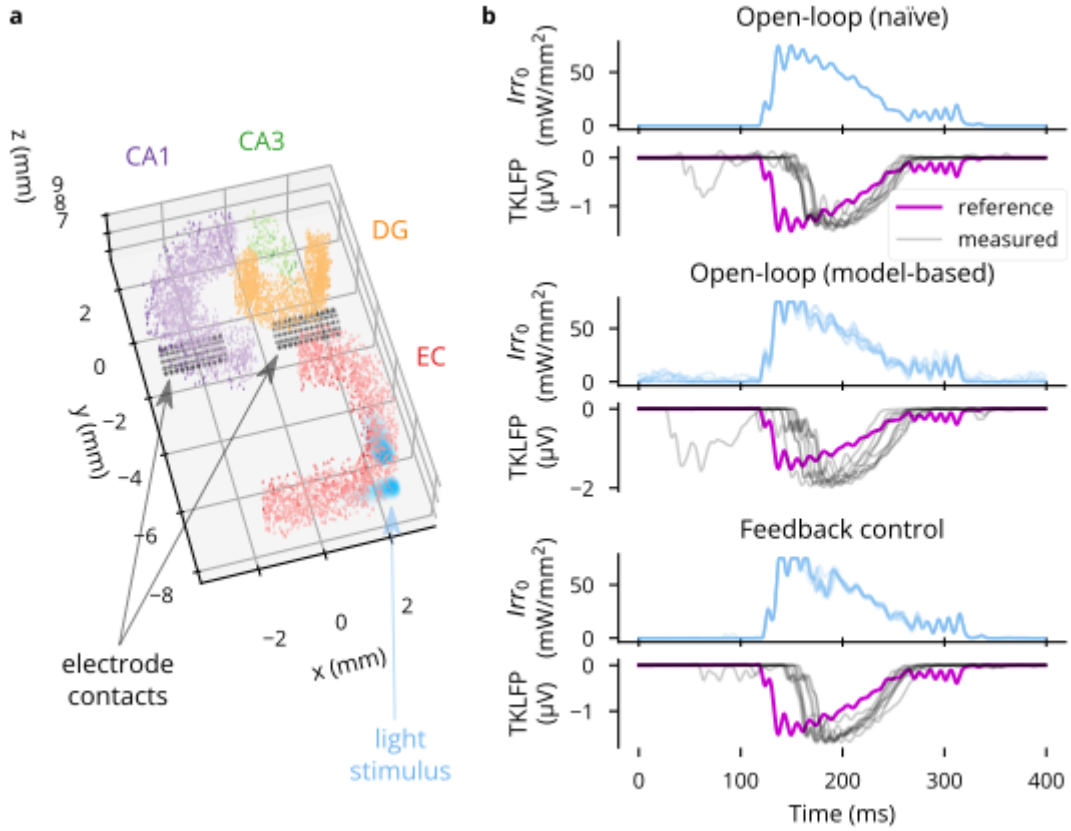 a
CA1
CA3
DG
EC
z (mm)
9
8
7
2
0
−2
−4
−6
−8
y (mm)
−2
0
2
x (mm)
electrode
contacts
light
stimulus
b
Open-loop (naïve)
Irr₀
(mW/mm²)
50
0
TKLFP
(μV)
0
−1
reference
measured
Open-loop (model-based)
Irr₀
(mW/mm²)
50
0
TKLFP
(μV)
0
−2
Feedback control
Irr₀
(mW/mm²)
50
0
TKLFP
(μV)
0
−1
0 100 200 300 400
Time (ms)